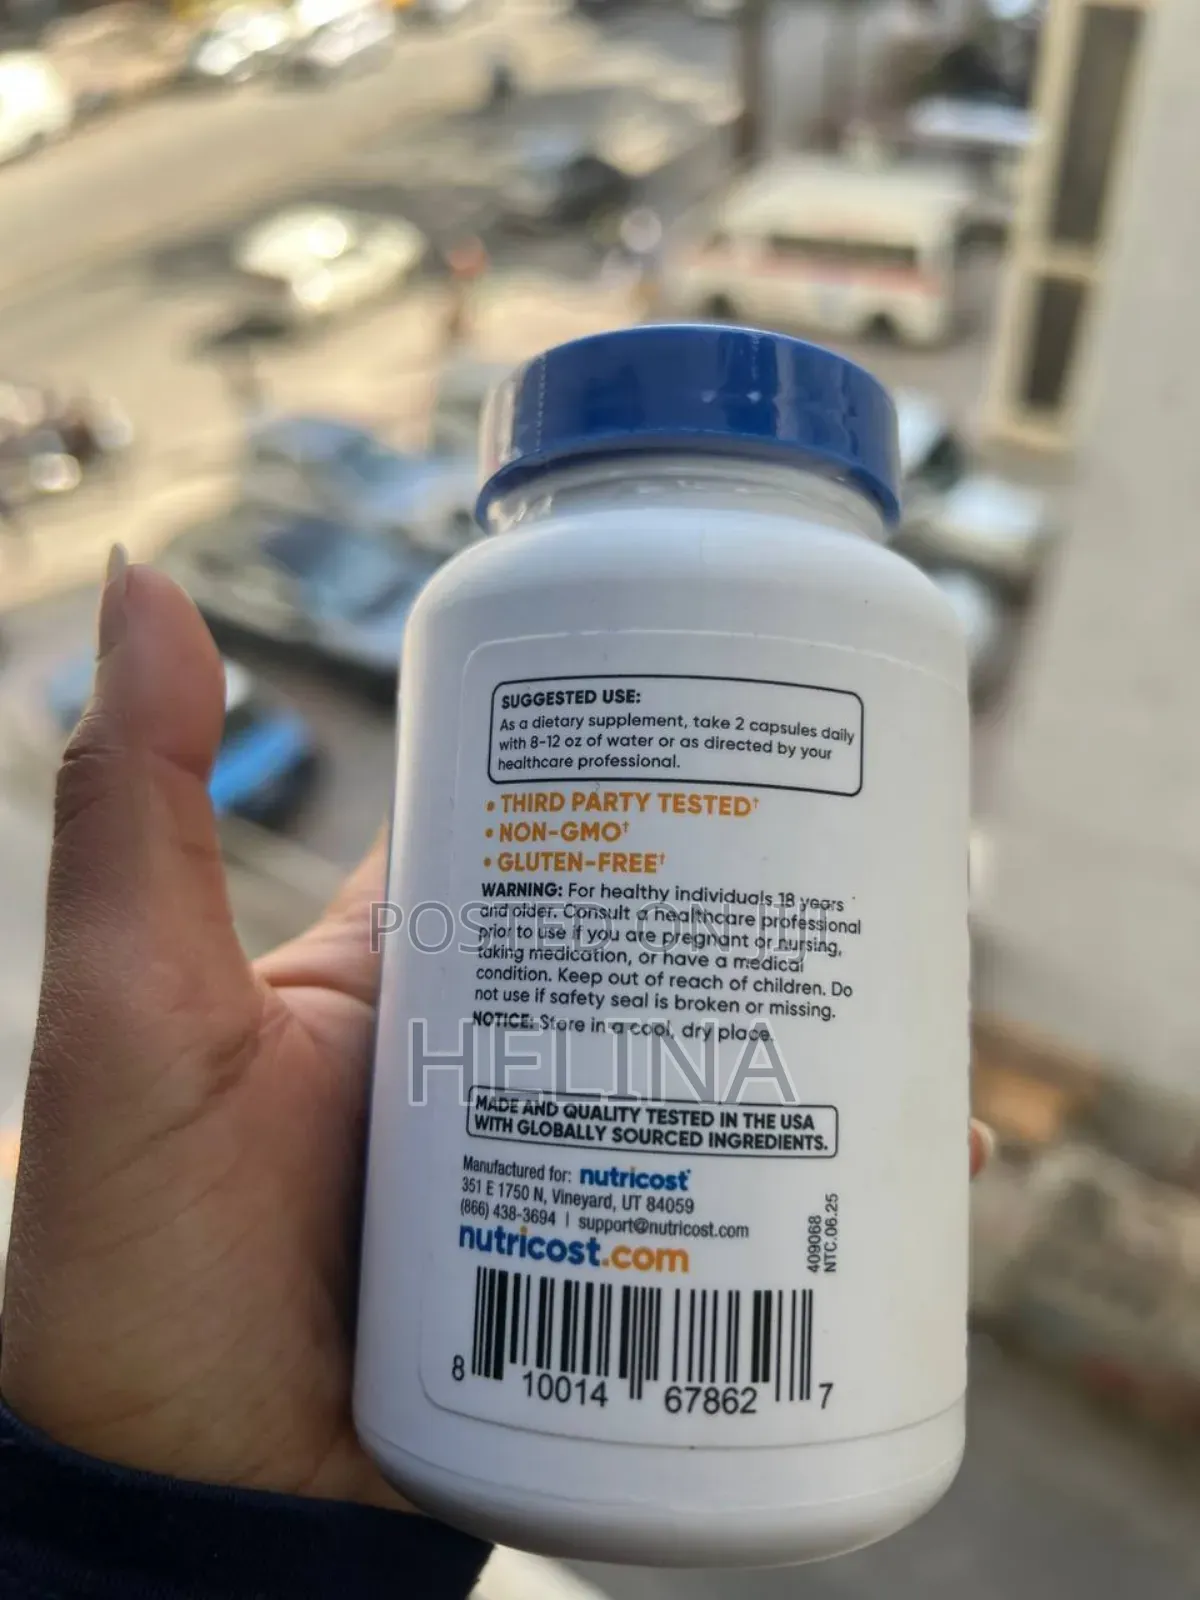 SUGGESTED USE:
As a dietary supplement, take 2 capsules daily
with 8-12 oz of water or as directed by your
healthcare professional.
• THIRD PARTY TESTED†
• NON-GMO†
• GLUTEN-FREE†
WARNING: For healthy individuals 18 years
and older. Consult a healthcare professional
prior to use if you are pregnant or nursing,
taking medication, or have a medical
condition. Keep out of reach of children. Do
not use if safety seal is broken or missing.
NOTICE: Store in a cool, dry place.
POSTED ON JIJI
HELINA
MADE AND QUALITY TESTED IN THE USA
WITH GLOBALLY SOURCED INGREDIENTS.
Manufactured for: nutricost
351 E 1750 N, Vineyard, UT 84059
(866) 438-3694 | support@nutricost.com
nutricost.com
409068
NTC.06.25
8 10014 67862 7